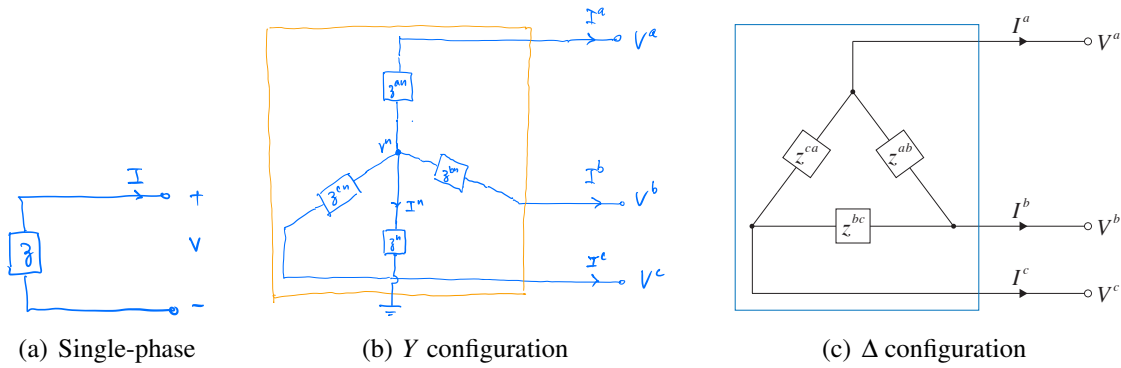 I
+
z
V
-
(a) Single-phase
I^a
V^a
z^{an}
V^n
z^{bn}
z^{cn}
I^b
V^b
I^n
z^n
I^c
V^c
(b) Y configuration
I^a
V^a
z^{ca}
z^{ab}
z^{bc}
I^b
V^b
I^c
V^c
(c) Δ configuration